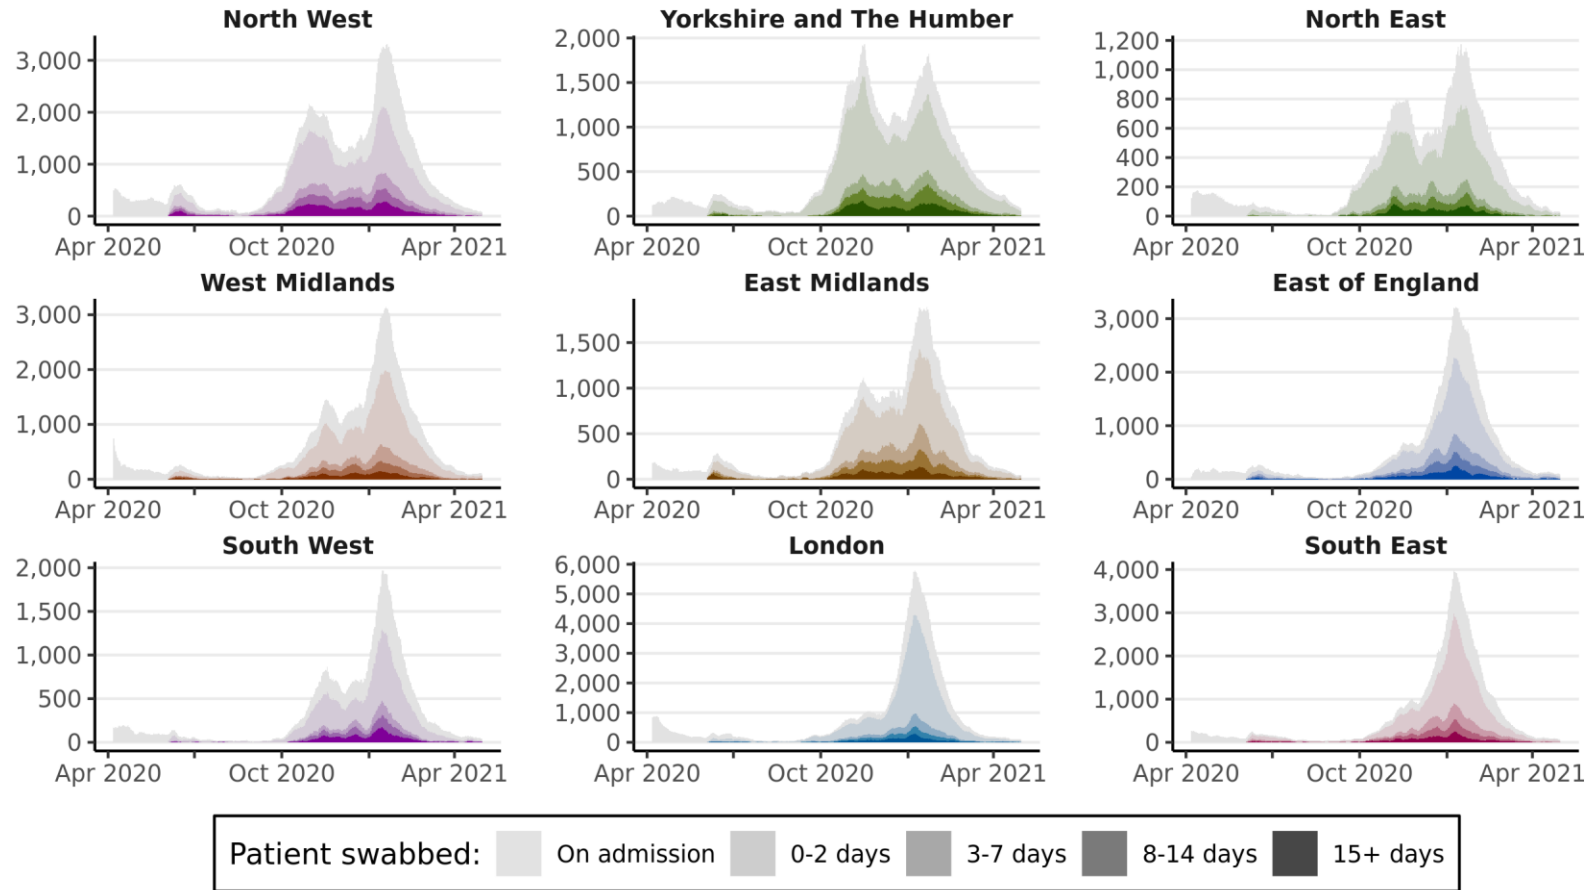 North West
3,000
2,000
1,000
0
Apr 2020
Oct 2020
Apr 2021
Yorkshire and The Humber
2,000
1,500
1,000
500
0
Apr 2020
Oct 2020
Apr 2021
North East
1,200
1,000
800
600
400
200
0
Apr 2020
Oct 2020
Apr 2021
West Midlands
3,000
2,000
1,000
0
Apr 2020
Oct 2020
Apr 2021
East Midlands
1,500
1,000
500
0
Apr 2020
Oct 2020
Apr 2021
East of England
3,000
2,000
1,000
0
Apr 2020
Oct 2020
Apr 2021
South West
2,000
1,500
1,000
500
0
Apr 2020
Oct 2020
Apr 2021
London
6,000
5,000
4,000
3,000
2,000
1,000
0
Apr 2020
Oct 2020
Apr 2021
South East
4,000
3,000
2,000
1,000
0
Apr 2020
Oct 2020
Apr 2021
Patient swabbed: On admission 0-2 days 3-7 days 8-14 days 15+ days